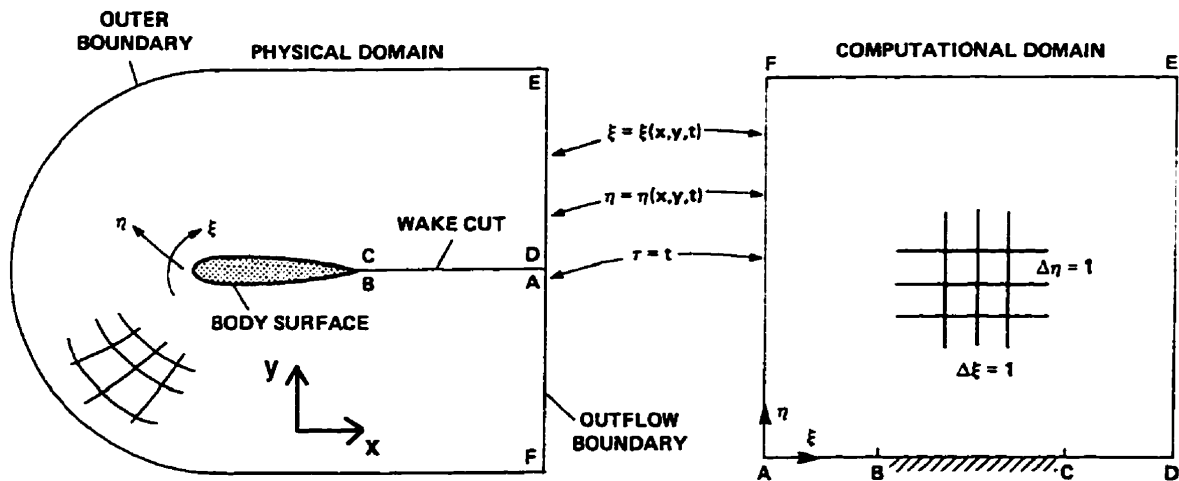 OUTER
BOUNDARY
PHYSICAL DOMAIN
COMPUTATIONAL DOMAIN
E
F
E
ξ = ξ(x,y,t)
η = η(x,y,t)
τ = t
η
ξ
WAKE CUT
C
D
B
A
BODY SURFACE
Δη = 1
Δξ = 1
y
x
OUTFLOW
BOUNDARY
F
η
ξ
A
B
C
D